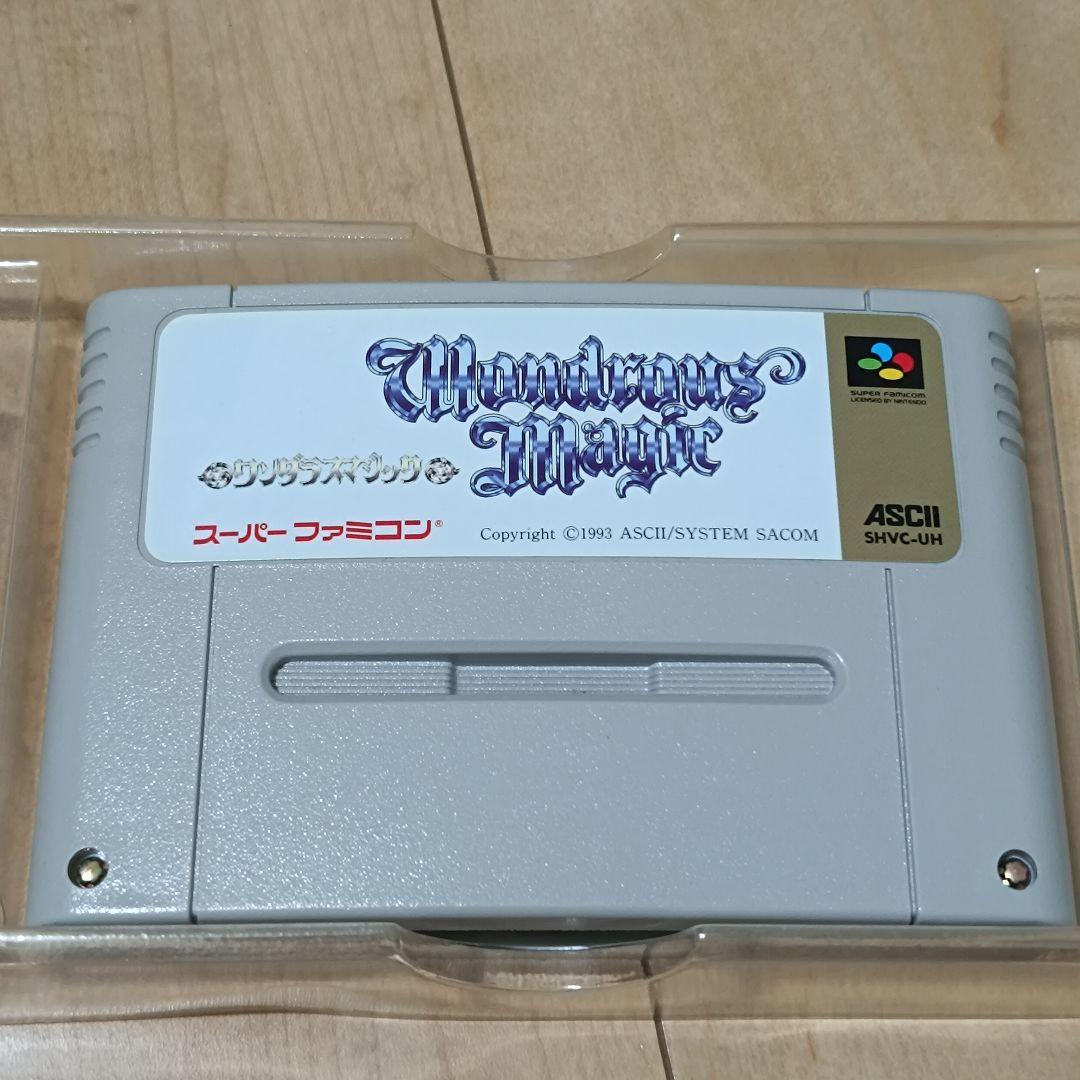 Wondrous
Magic
ワンダラスマジック
スーパーファミコン®
Copyright ©1993 ASCII/SYSTEM SACOM
SUPER FAMICOM
LICENSED BY NINTENDO
ASCII
SHVC-UH